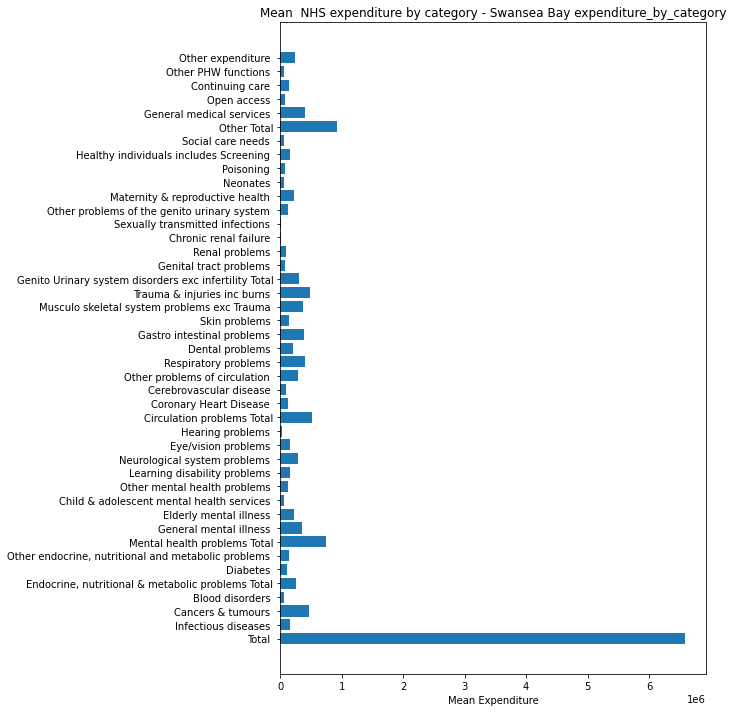 Mean  NHS expenditure by category - Swansea Bay expenditure_by_category
Other expenditure
Other PHW functions
Continuing care
Open access
General medical services
Other Total
Social care needs
Healthy individuals includes Screening
Poisoning
Neonates
Maternity & reproductive health
Other problems of the genito urinary system
Sexually transmitted infections
Chronic renal failure
Renal problems
Genital tract problems
Genito Urinary system disorders exc infertility Total
Trauma & injuries inc burns
Musculo skeletal system problems exc Trauma
Skin problems
Gastro intestinal problems
Dental problems
Respiratory problems
Other problems of circulation
Cerebrovascular disease
Coronary Heart Disease
Circulation problems Total
Hearing problems
Eye/vision problems
Neurological system problems
Learning disability problems
Other mental health problems
Child & adolescent mental health services
Elderly mental illness
General mental illness
Mental health problems Total
Other endocrine, nutritional and metabolic problems
Diabetes
Endocrine, nutritional & metabolic problems Total
Blood disorders
Cancers & tumours
Infectious diseases
Total
0 1 2 3 4 5 6
Mean Expenditure
1e6